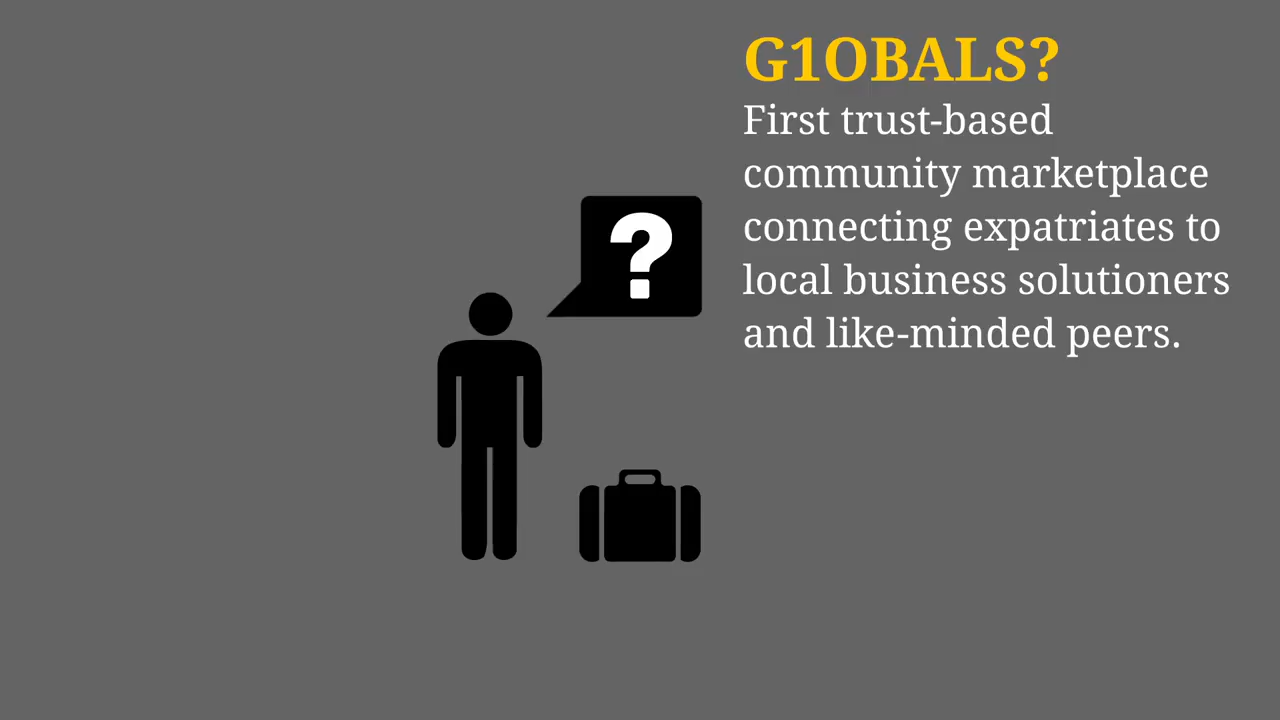 ?
G1OBALS?
First trust-based
community marketplace
connecting expatriates to
local business solutioners
and like-minded peers.